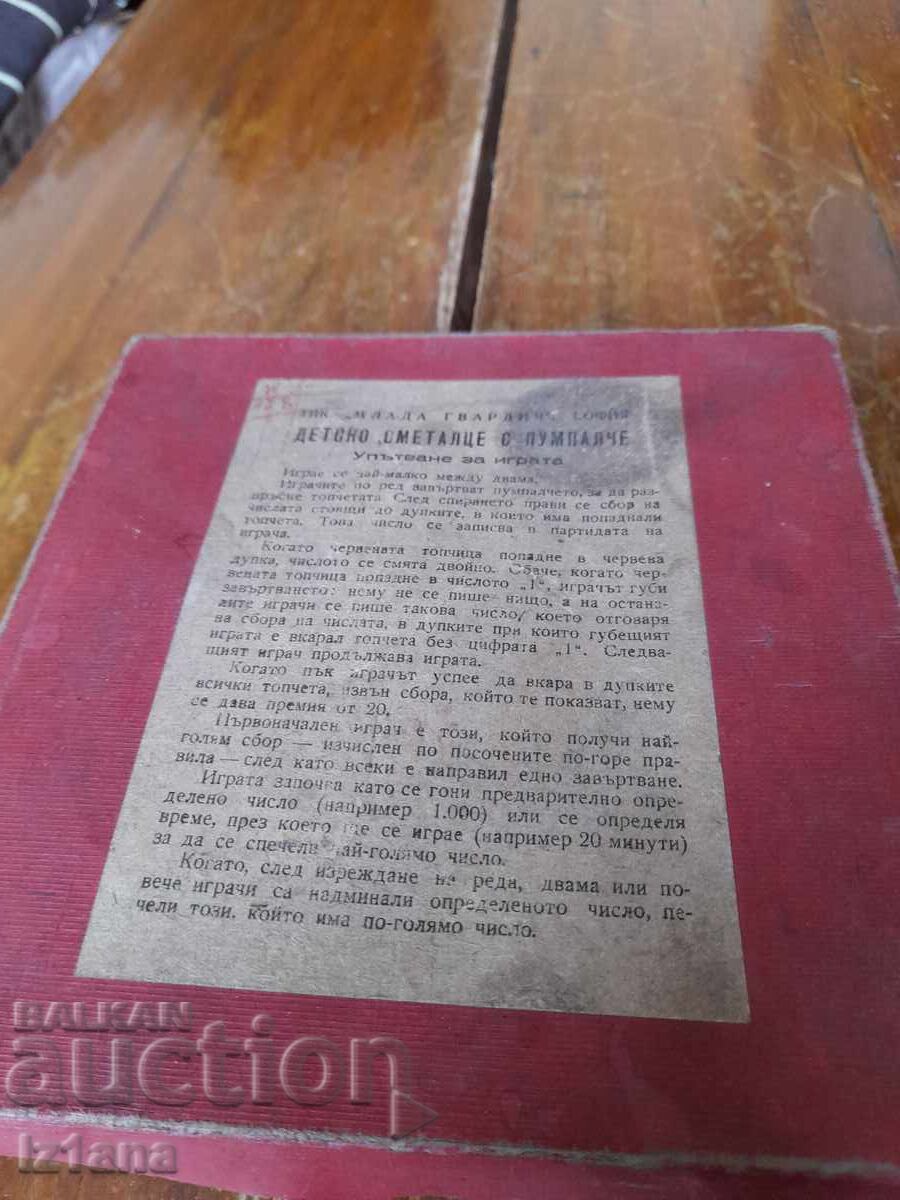 ТПК „МЛАДА ГВАРДИЯ", СОФИЯ
ДЕТСКО „СМЕТАЛЦЕ С ПУМПАЛЧЕ
Упътване за играта
Играе се най-малко между двама.
Играчите по ред завъртват пумпалчето, за да раз-
пръсне топчетата След спирането прави се сбор на
числата стоящи до дупките, в които има попаднали
топчета. Това число се записва в партидата на
играча.
Когато червената топчица попадне в червена
дупка, числото се смята двойно. Обаче, когато чер-
вената топчица попадне в числото „1", играчът губи
завъртването: нему не се пише нищо, а на остана-
лите играчи се пише такова число, което отговаря
на сбора на числата, в дупките при които губещият
играта е вкарал топчета без цифрата „1". Следва-
щият играч продължава играта.
Когато пък играчът успее да вкара в дупките
всички топчета, извън сбора, който те показват, нему
се дава премия от 20.
Първоначален играч е този, който получи най-
голям сбор — изчислен по посочените по-горе пра-
вила — след като всеки е направил едно завъртване.
Играта започва като се гони предварително опре-
делено число (например 1.000) или се определя
време, през което ще се играе (например 20 минути)
за да се спечели най-голямо число.
Когато, след изреждане на реда, двама или по-
вече играчи са надминали определеното число, пе-
чели този, който има по-голямо число.
BALKAN
auction
iz1ana